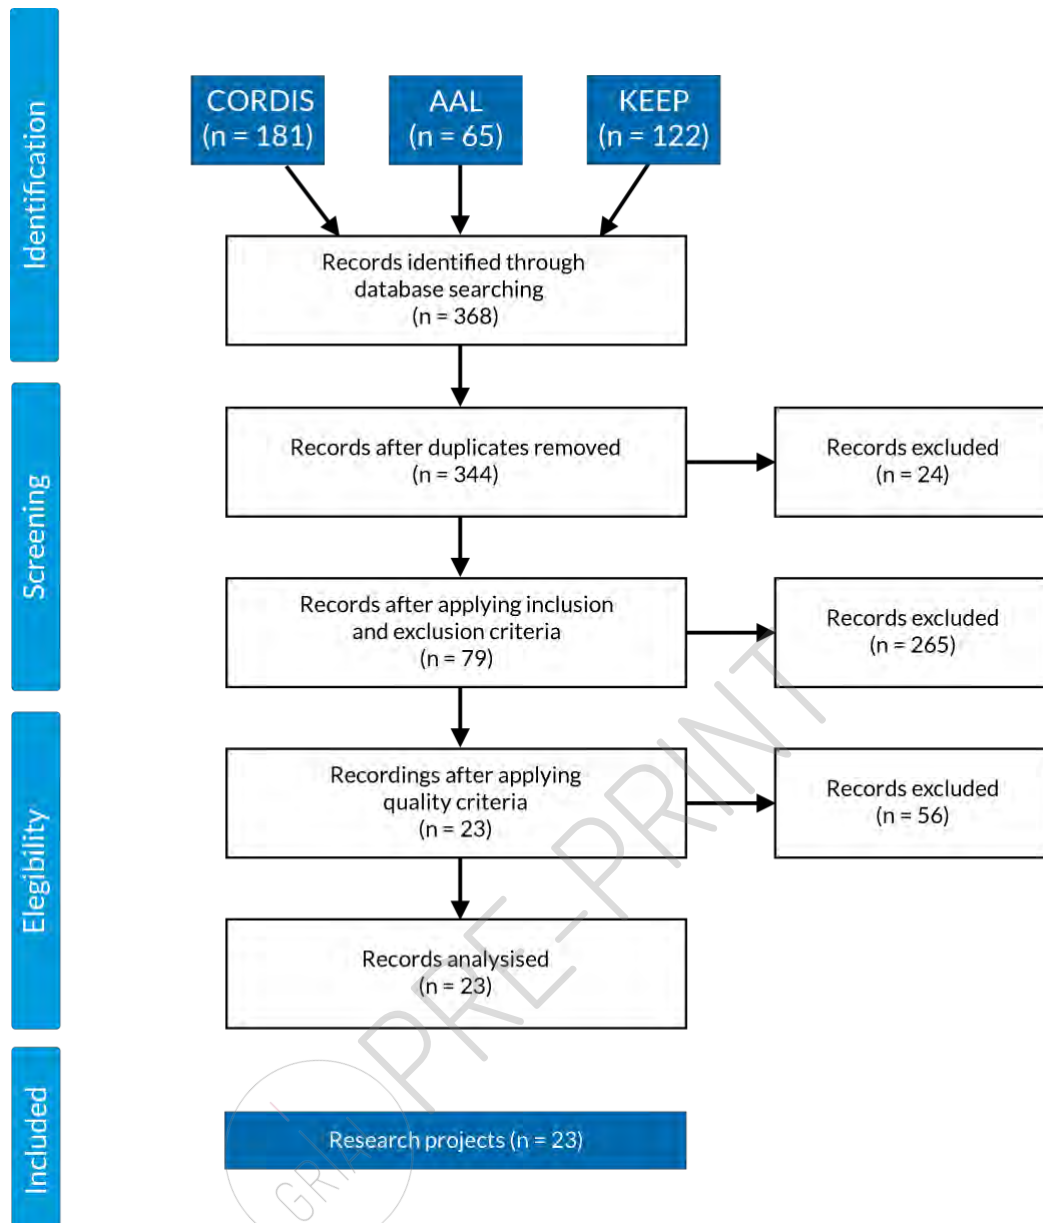 Identification
CORDIS
(n = 181)
AAL
(n = 65)
KEEP
(n = 122)
Records identified through
database searching
(n = 368)
Screening
Records after duplicates removed
(n = 344)
Records excluded
(n = 24)
Records after applying inclusion
and exclusion criteria
(n = 79)
Records excluded
(n = 265)
Elegibility
Recordings after applying
quality criteria
(n = 23)
Records excluded
(n = 56)
Records analysised
(n = 23)
Included
Research projects (n = 23)
PRE-PRINT
GRIAL